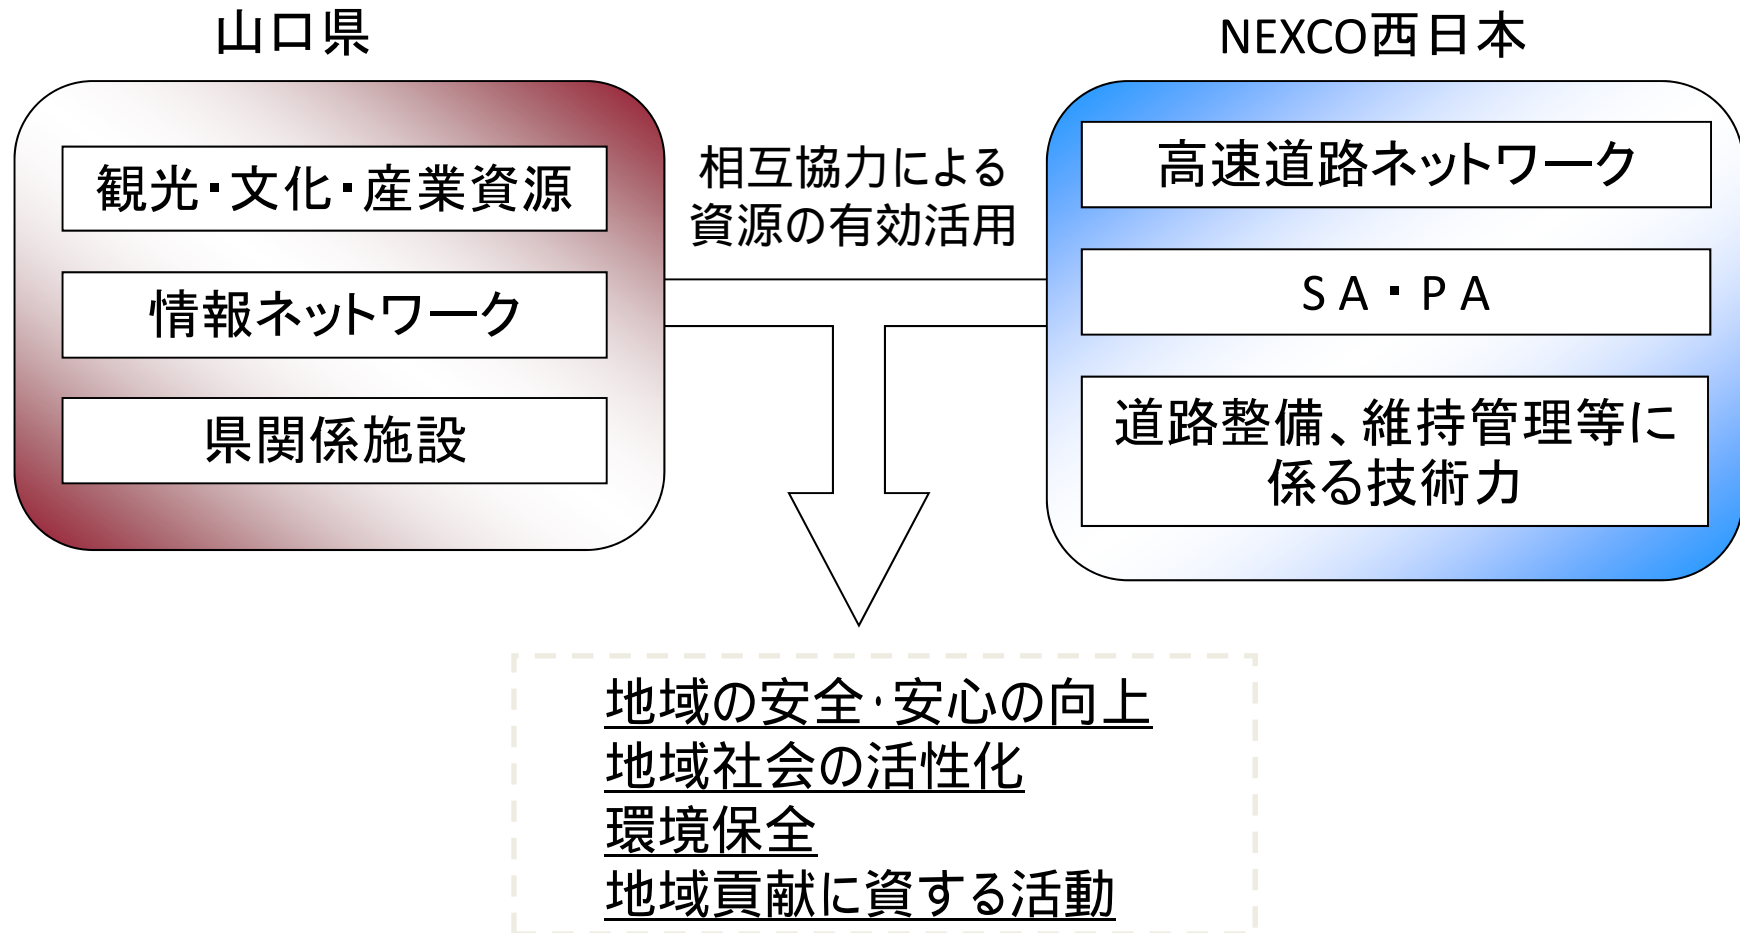 山口県
観光・文化・産業資源
情報ネットワーク
県関係施設
相互協力による
資源の有効活用
NEXCO西日本
高速道路ネットワーク
SA・PA
道路整備、維持管理等に
係る技術力
地域の安全・安心の向上
地域社会の活性化
環境保全
地域貢献に資する活動